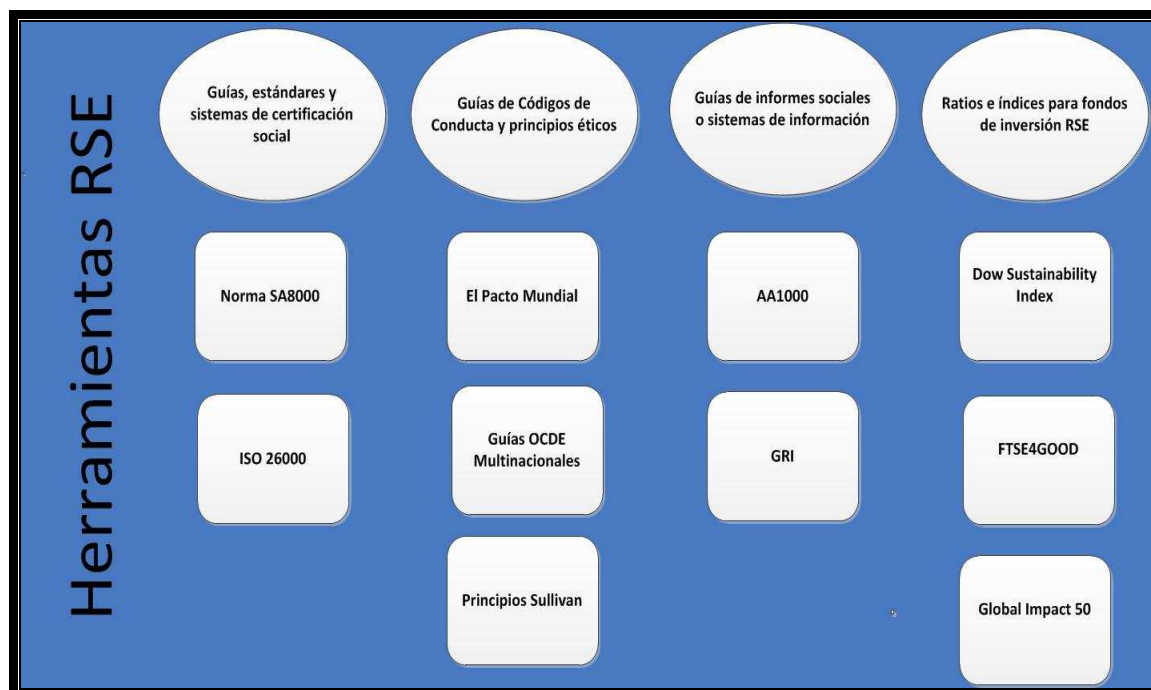 Herramientas RSE
Guías, estándares y
sistemas de certificación
social
Norma SA8000
ISO 26000
Guías de Códigos de
Conducta y principios éticos
El Pacto Mundial
Guías OCDE
Multinacionales
Principios Sullivan
Guías de informes sociales
o sistemas de información
AA1000
GRI
Ratios e índices para fondos
de inversión RSE
Dow Sustainability
Index
FTSE4GOOD
Global Impact 50